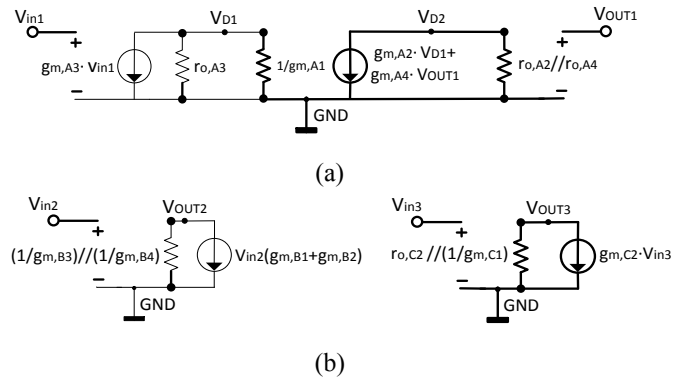 Vin1
VD1
VD2
VOUT1
+
+
gm,A3· vin1
ro,A3
1/gm,A1
gm,A2· VD1+
gm,A4· VOUT1
ro,A2//ro,A4
−
−
GND
(a)
Vin2
VOUT2
Vin3
VOUT3
+
+
(1/gm,B3)//(1/gm,B4)
Vin2(gm,B1+gm,B2)
ro,C2 //(1/gm,C1)
gm,C2·Vin3
−
−
GND
GND
(b)